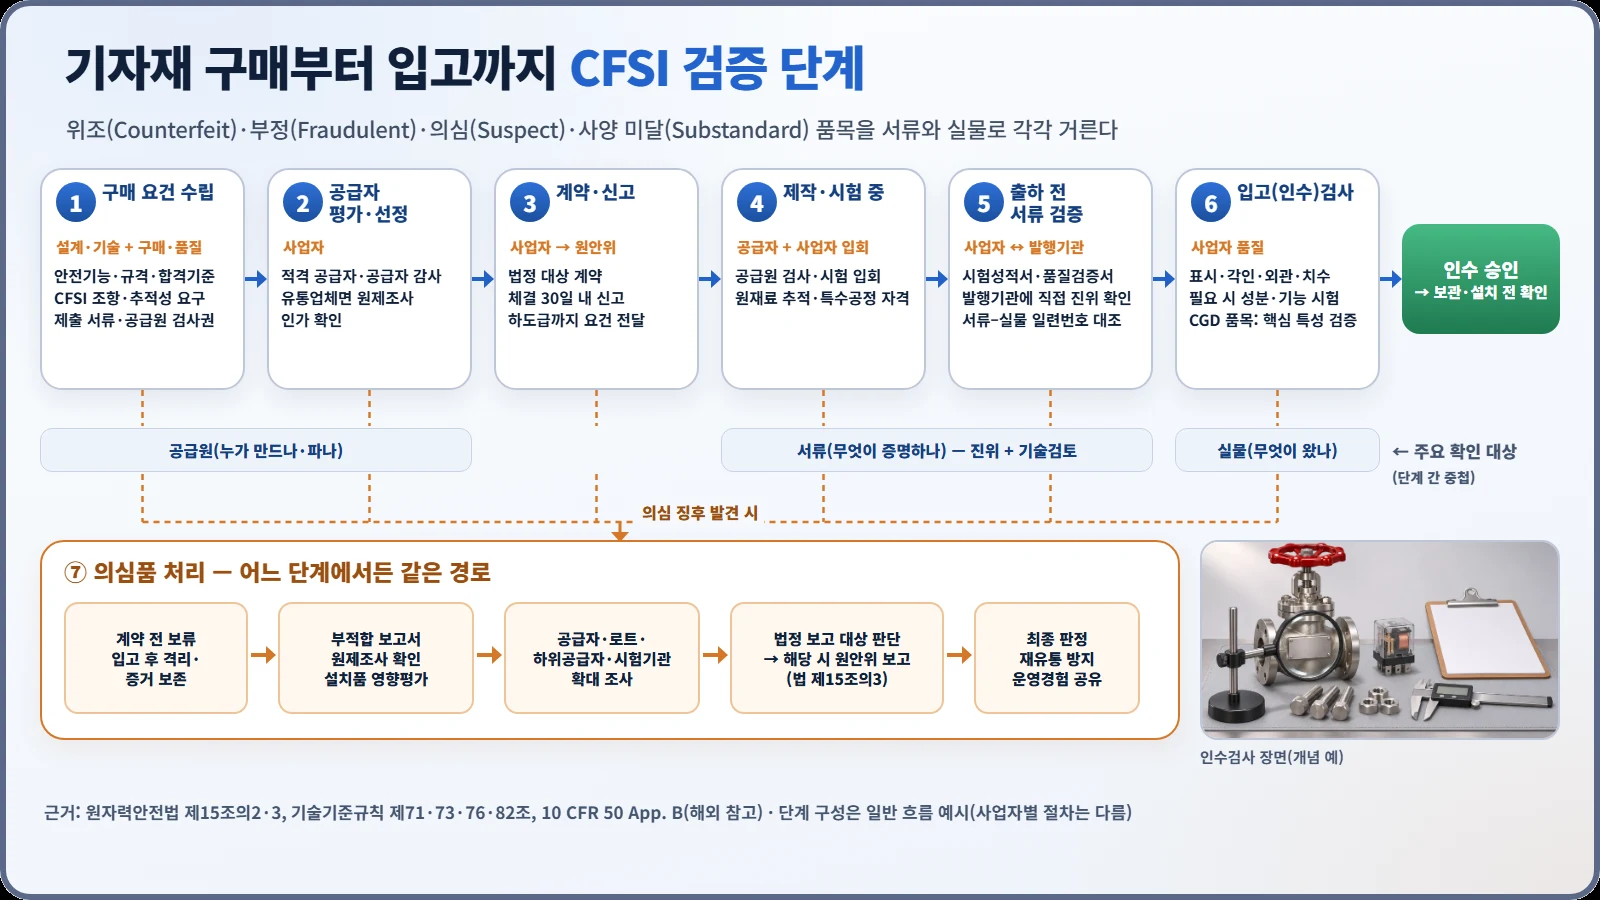 기자재 구매부터 입고까지 CFSI 검증 단계
위조(Counterfeit)·부정(Fraudulent)·의심(Suspect)·사양 미달(Substandard) 품목을 서류와 실물로 각각 거른다
1 구매 요건 수립
설계·기술 + 구매·품질
안전기능·규격·합격기준
CFSI 조항·추적성 요구
제출 서류·공급원 검사권
2 공급자
평가·선정
사업자
적격 공급자·공급자 감사
유통업체면 원제조사
인가 확인
3 계약·신고
사업자 → 원안위
법정 대상 계약
체결 30일 내 신고
하도급까지 요건 전달
4 제작·시험 중
공급자 + 사업자 입회
공급원 검사·시험 입회
원재료 추적·특수공정 자격
5 출하 전
서류 검증
사업자 ↔ 발행기관
시험성적서·품질검증서
발행기관에 직접 진위 확인
서류–실물 일련번호 대조
6 입고(인수)검사
사업자 품질
표시·각인·외관·치수
필요 시 성분·기능 시험
CGD 품목: 핵심 특성 검증
인수 승인
→ 보관·설치 전 확인
공급원(누가 만드나·파나)
서류(무엇이 증명하나) — 진위 + 기술검토
실물(무엇이 왔나)
← 주요 확인 대상
(단계 간 중첩)
의심 징후 발견 시
⑦ 의심품 처리 — 어느 단계에서든 같은 경로
계약 전 보류
입고 후 격리·
증거 보존
부적합 보고서
원제조사 확인
설치품 영향평가
공급자·로트·
하위공급자·시험기관
확대 조사
법정 보고 대상 판단
→ 해당 시 원안위 보고
(법 제15조의3)
최종 판정
재유통 방지
운영경험 공유
인수검사 장면(개념 예)
근거: 원자력안전법 제15조의2·3, 기술기준규칙 제71·73·76·82조, 10 CFR 50 App. B(해외 참고) · 단계 구성은 일반 흐름 예시(사업자별 절차는 다름)